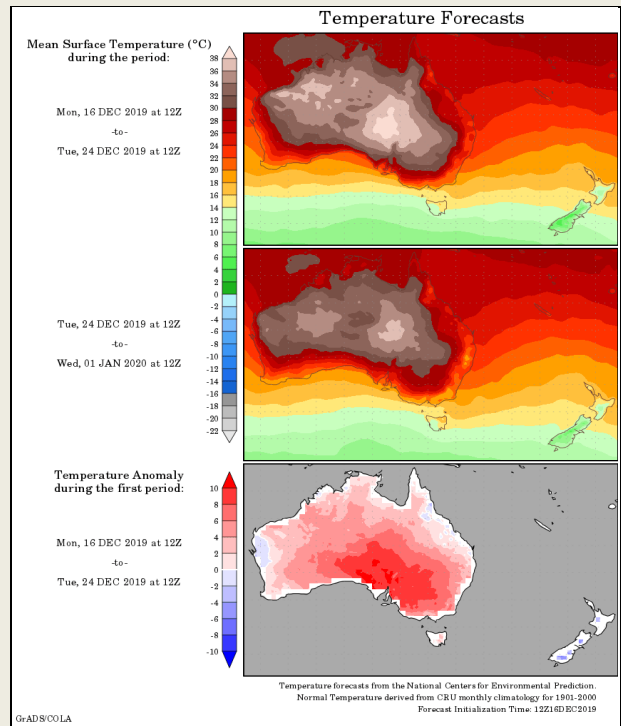 Temperature Forecasts
Mean Surface Temperature (°C)
during the period:
Mon, 16 DEC 2019 at 12Z
-to-
Tue, 24 DEC 2019 at 12Z
38
36
34
32
30
28
26
24
22
20
18
16
14
12
10
8
6
4
2
0
-2
-4
-6
-8
-10
-12
-14
-16
-18
-20
-22
Tue, 24 DEC 2019 at 12Z
-to-
Wed, 01 JAN 2020 at 12Z
Temperature Anomaly
during the first period:
Mon, 16 DEC 2019 at 12Z
-to-
Tue, 24 DEC 2019 at 12Z
10
8
6
4
2
0
-2
-4
-6
-8
-10
Temperature forecasts from the National Centers for Environmental Prediction.
Normal Temperature derived from CRU monthly climatology for 1901-2000
Forecast Initialization Time: 12Z16DEC2019
GrADS/COLA